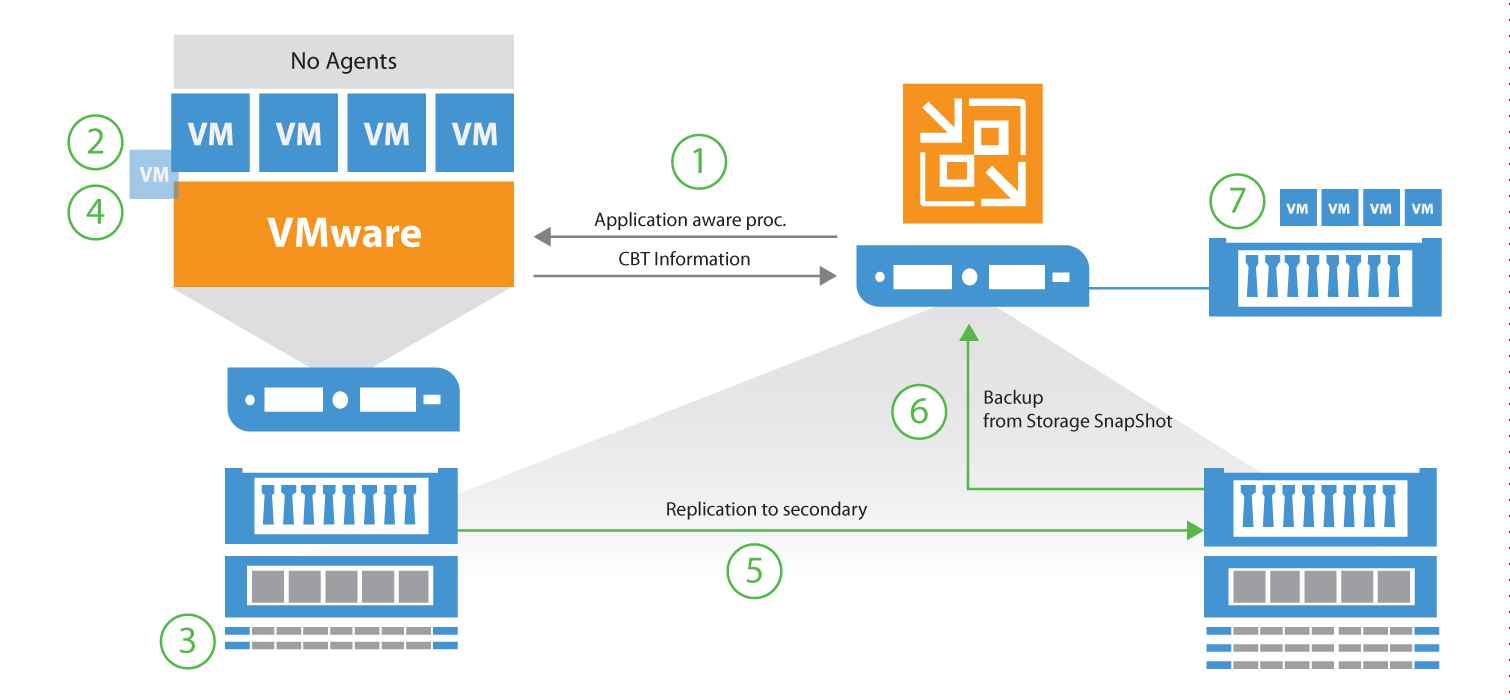 No Agents
VM VM VM VM
2
VM
4
VMware
1
Application aware proc.
CBT Information
7
VM VM VM VM
6
Backup
from Storage SnapShot
Replication to secondary
5
3